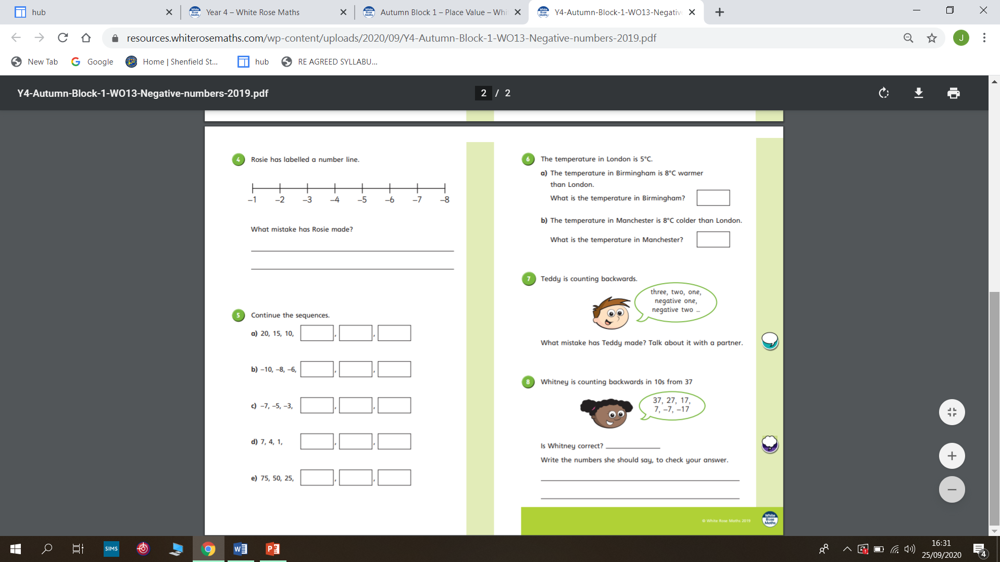 hub
Year 4 – White Rose Maths
Autumn Block 1 – Place Value – Whi
Y4-Autumn-Block-1-WO13-Negativ
resources.whiterosemaths.com/wp-content/uploads/2020/09/Y4-Autumn-Block-1-WO13-Negative-numbers-2019.pdf
J
New Tab
Google
Home | Shenfield St...
hub
RE AGREED SYLLABU...
Y4-Autumn-Block-1-WO13-Negative-numbers-2019.pdf
2 / 2
4 Rosie has labelled a number line.
–1 –2 –3 –4 –5 –6 –7 –8
What mistake has Rosie made?
5 Continue the sequences.
a) 20, 15, 10, , ,
b) –10, –8, –6, , ,
c) –7, –5, –3, , ,
d) 7, 4, 1, , ,
e) 75, 50, 25, , ,
6 The temperature in London is 5°C.
a) The temperature in Birmingham is 8°C warmer
than London.
What is the temperature in Birmingham?
b) The temperature in Manchester is 8°C colder than London.
What is the temperature in Manchester?
7 Teddy is counting backwards.
three, two, one,
negative one,
negative two ...
What mistake has Teddy made? Talk about it with a partner.
8 Whitney is counting backwards in 10s from 37
37, 27, 17,
7, –7, –17
Is Whitney correct?
Write the numbers she should say, to check your answer.
© White Rose Maths 2019
White
Rose
Maths
SIMS
16:31
25/09/2020
4